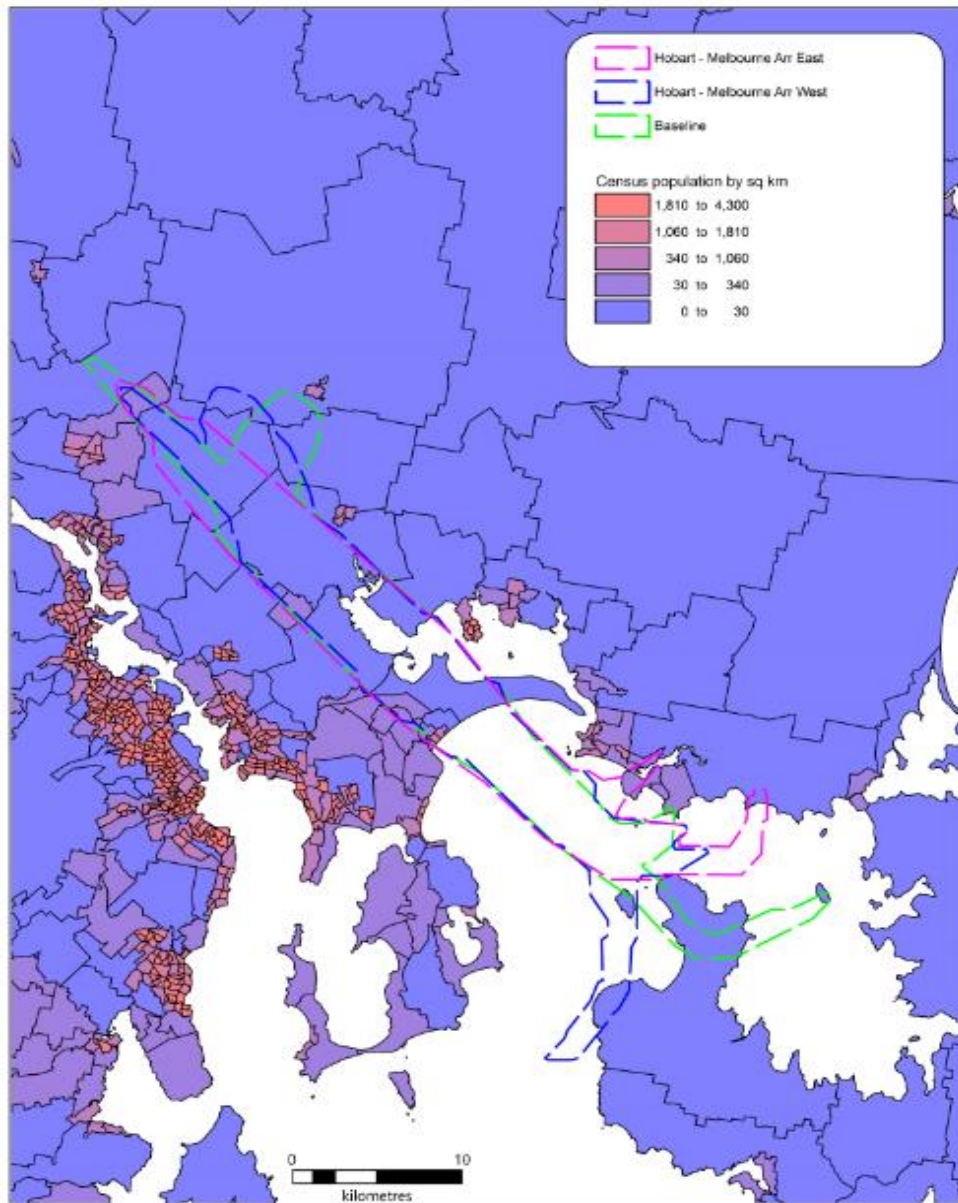 Hobart - Melbourne Arr East
Hobart - Melbourne Arr West
Baseline
Census population by sq km
1,810 to 4,300
1,060 to 1,810
340 to 1,060
30 to 340
0 to 30
0 10
kilometres